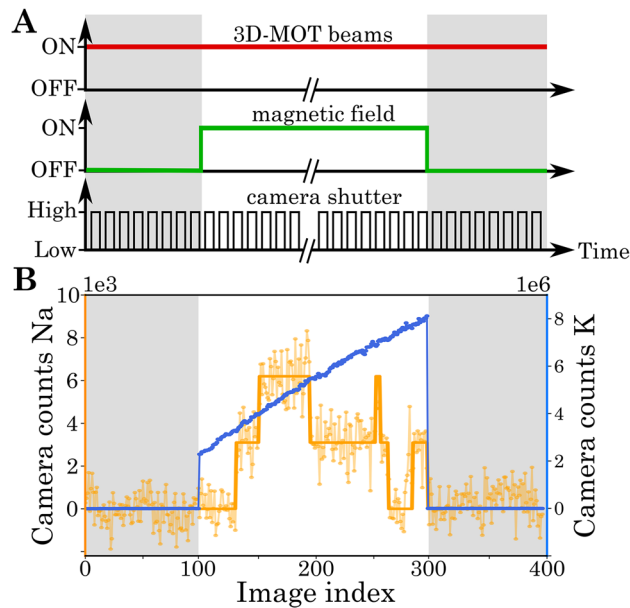 A
3D-MOT beams
ON
OFF
magnetic field
ON
OFF
camera shutter
High
Low
Time
B
1e3
1e6
10
8
6
4
2
0
8
6
4
2
0
Camera counts Na
Camera counts K
0
100
200
300
400
Image index